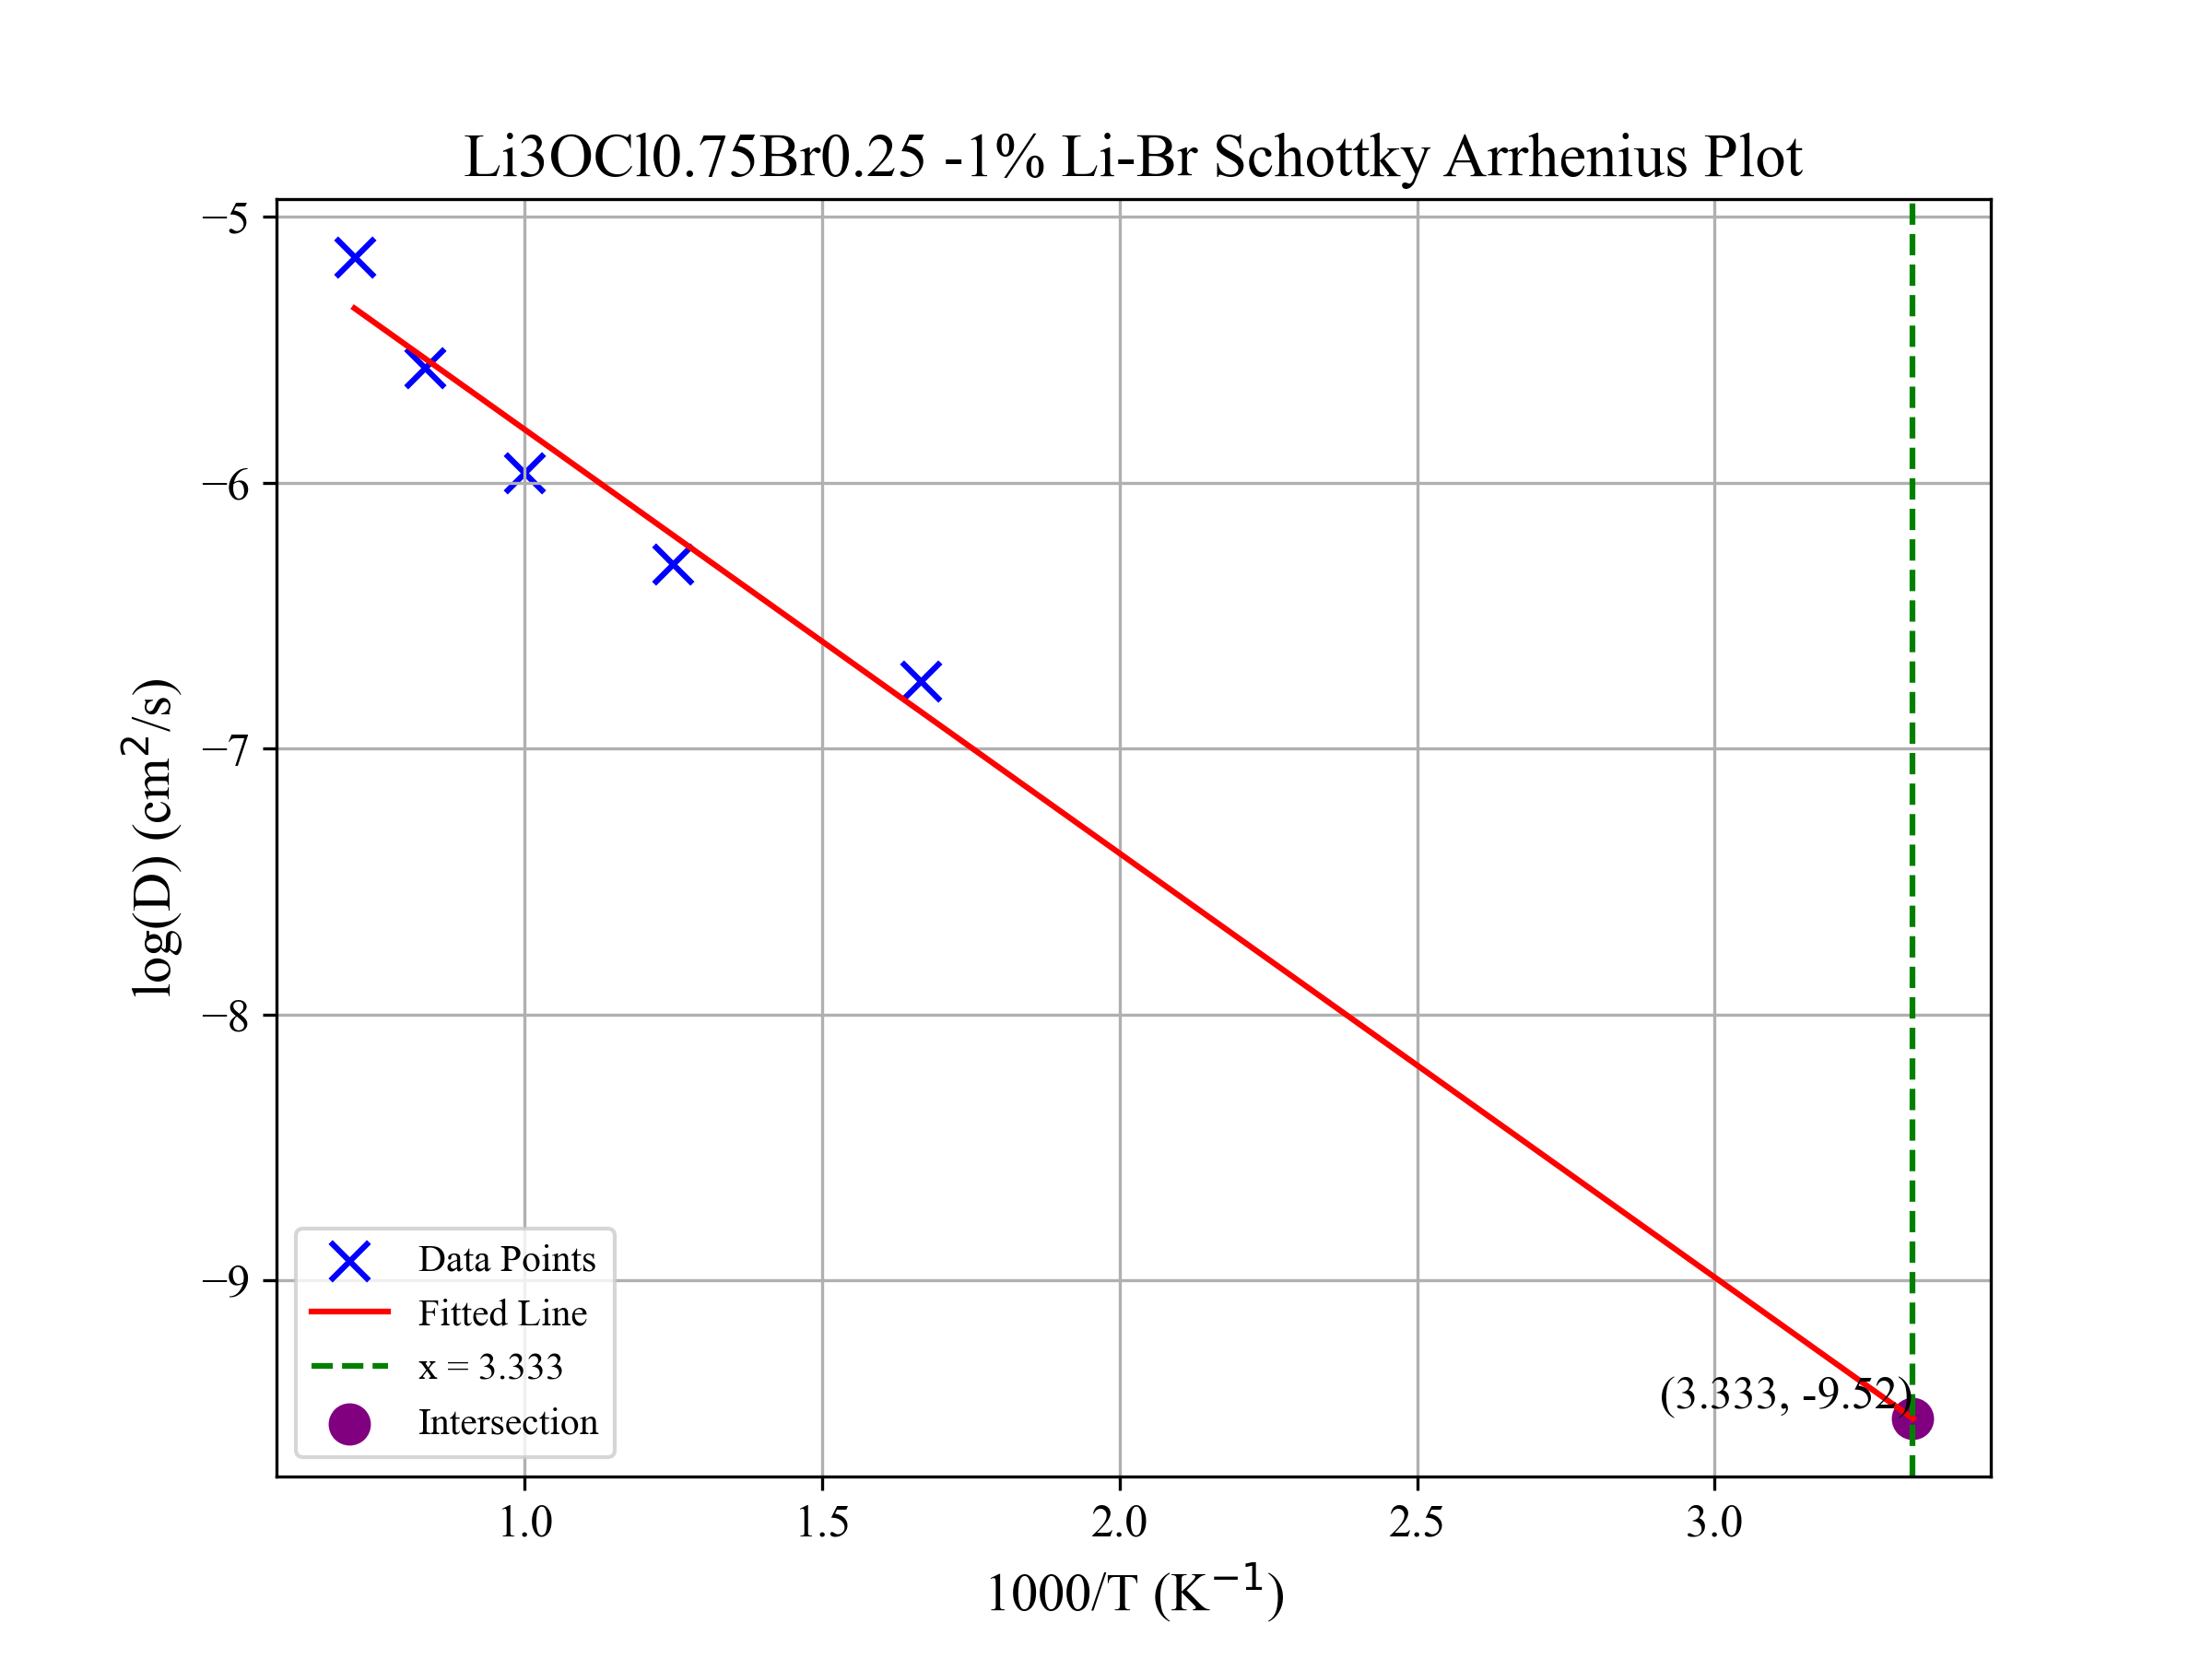 Li3OCl0.75Br0.25 -1% Li-Br Schottky Arrhenius Plot
log(D) (cm²/s)
−5
−6
−7
−8
−9
Data Points
Fitted Line
x = 3.333
Intersection
(3.333, -9.52)
1.0 1.5 2.0 2.5 3.0
1000/T (K⁻¹)